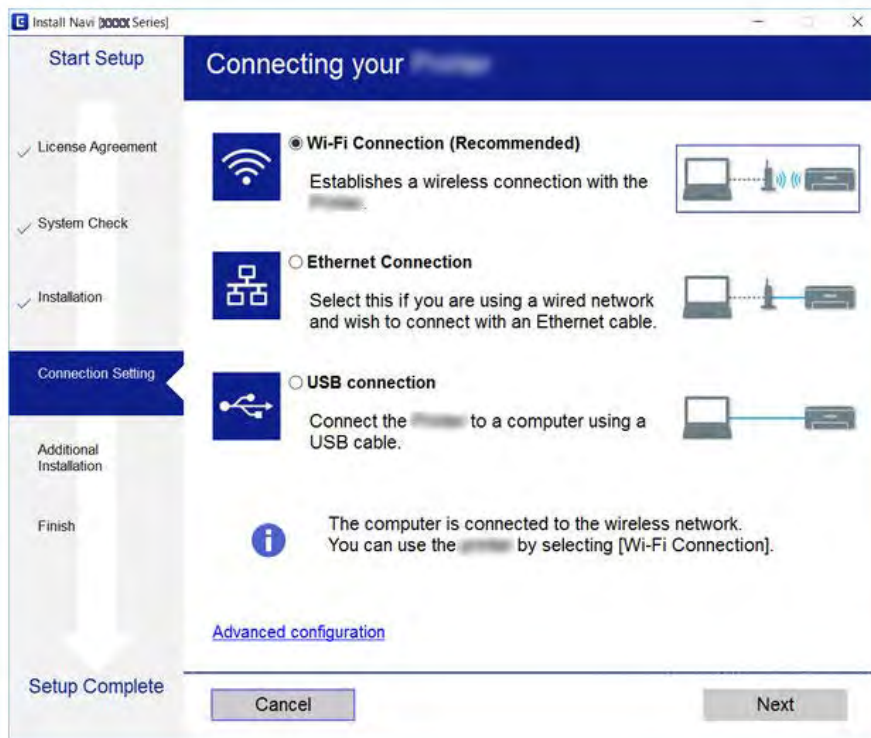 Install Navi [XXXXX Series]
Start Setup
Connecting your
License Agreement
System Check
Installation
Connection Setting
Additional
Installation
Finish
Setup Complete
Wi-Fi Connection (Recommended)
Establishes a wireless connection with the
.
Ethernet Connection
Select this if you are using a wired network
and wish to connect with an Ethernet cable.
USB connection
Connect the to a computer using a
USB cable.
The computer is connected to the wireless network.
You can use the by selecting [Wi-Fi Connection].
Advanced configuration
Cancel
Next